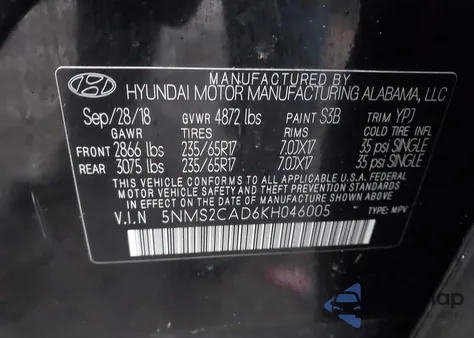 MANUFACTURED BY
HYUNDAI MOTOR MANUFACTURING ALABAMA, LLC
Sep/28/18 GVWR 4872 lbs PAINT S3B TRIM YPJ
GAWR TIRES RIMS COLD TIRE INFL
FRONT 2866 lbs 235/65R17 7.0JX17 35 psi SINGLE
REAR 3075 lbs 235/65R17 7.0JX17 35 psi SINGLE
THIS VEHICLE CONFORMS TO ALL APPLICABLE U.S.A. FEDERAL
MOTOR VEHICLE SAFETY AND THEFT PREVENTION STANDARDS
IN EFFECT ON THE DATE OF MANUFACTURE SHOWN ABOVE.
V.I.N 5NMS2CAD6KH046005 TYPE: MPV